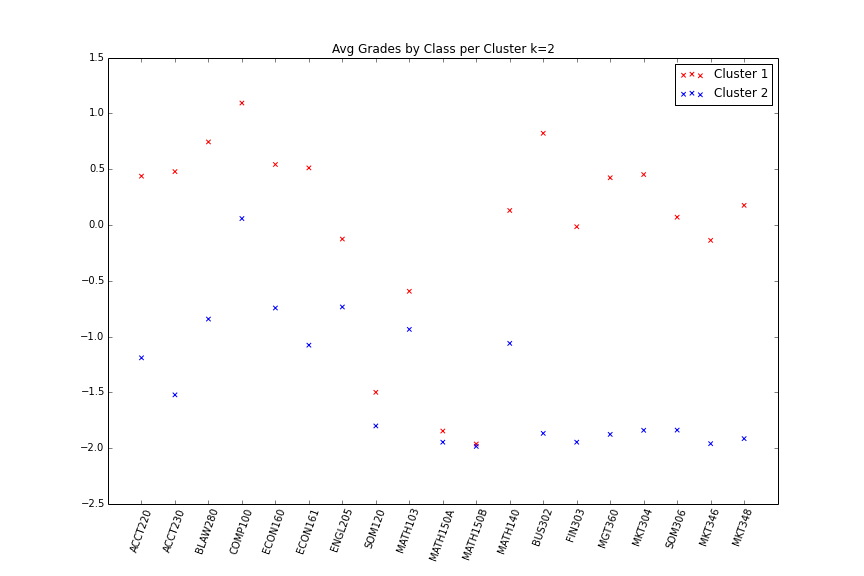 Avg Grades by Class per Cluster k=2
Cluster 1
Cluster 2
1.5
1.0
0.5
0.0
−0.5
−1.0
−1.5
−2.0
−2.5
ACCT220
ACCT230
BLAW280
COMP100
ECON160
ECON161
ENGL205
SOM120
MATH103
MATH150A
MATH150B
MATH140
BUS302
FIN303
MGT360
MKT304
SOM306
MKT346
MKT348